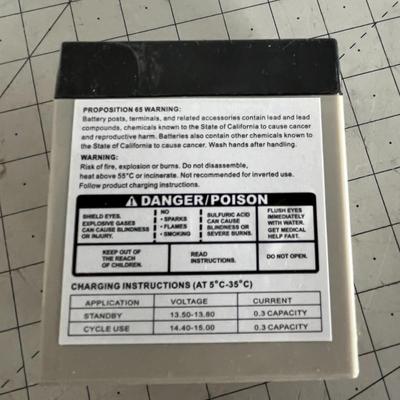 PROPOSITION 65 WARNING:
Battery posts, terminals, and related accessories contain lead and lead
compounds, chemicals known to the State of California to cause cancer
and reproductive harm. Batteries also contain other chemicals known to
the State of California to cause cancer. Wash hands after handling.
WARNING:
Risk of fire, explosion or burns. Do not disassemble,
heat above 55°C or incinerate. Not recommended for inverted use.
Follow product charging instructions.
DANGER/POISON
SHIELD EYES.
EXPLOSIVE GASES
CAN CAUSE BLINDNESS
OR INJURY.
NO
• SPARKS
• FLAMES
• SMOKING
SULFURIC ACID
CAN CAUSE
BLINDNESS OR
SEVERE BURNS.
FLUSH EYES
IMMEDIATELY
WITH WATER.
GET MEDICAL
HELP FAST.
KEEP OUT OF
THE REACH
OF CHILDREN.
READ
INSTRUCTIONS.
DO NOT OPEN.
CHARGING INSTRUCTIONS (AT 5°C-35°C)
APPLICATION VOLTAGE CURRENT
STANDBY 13.50-13.80 0.3 CAPACITY
CYCLE USE 14.40-15.00 0.3 CAPACITY